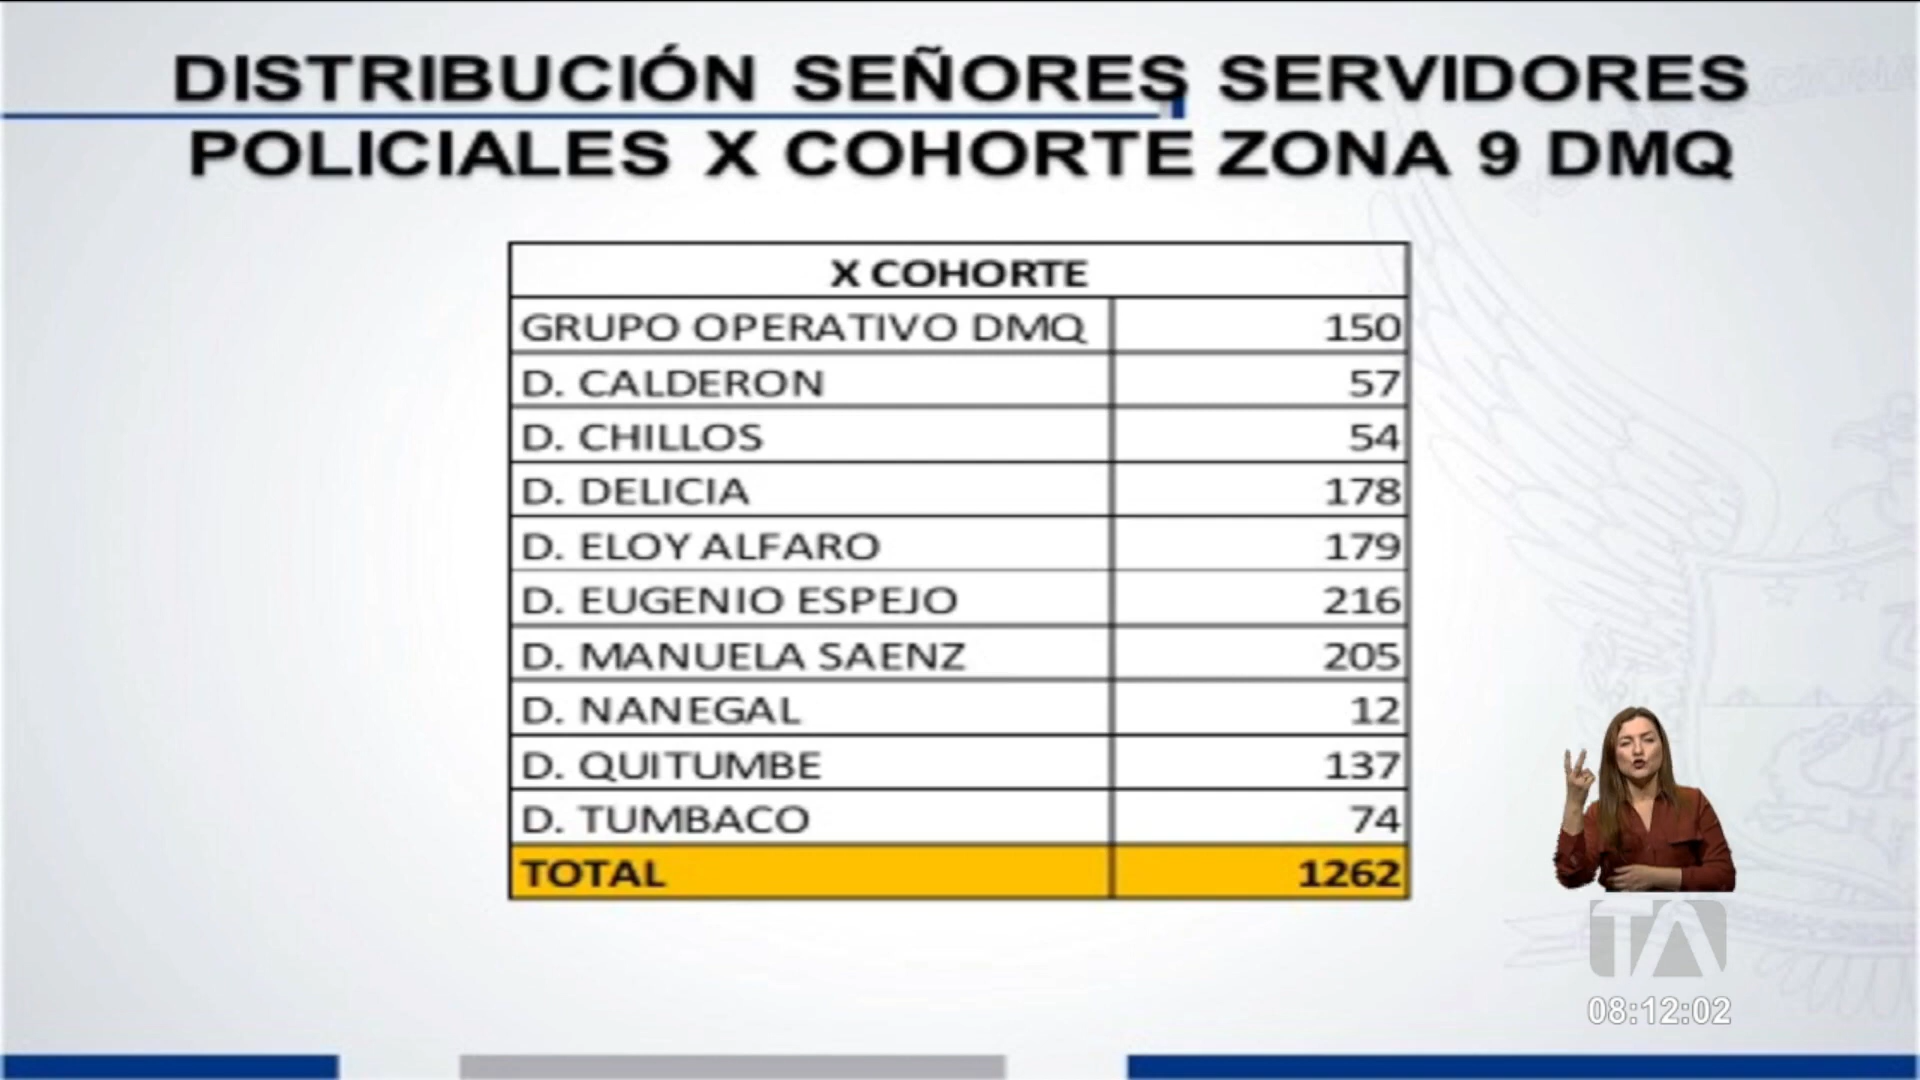 DISTRIBUCIÓN SEÑORES SERVIDORES
POLICIALES X COHORTE ZONA 9 DMQ
X COHORTE
GRUPO OPERATIVO DMQ 150
D. CALDERON 57
D. CHILLOS 54
D. DELICIA 178
D. ELOY ALFARO 179
D. EUGENIO ESPEJO 216
D. MANUELA SAENZ 205
D. NANEGAL 12
D. QUITUMBE 137
D. TUMBACO 74
TOTAL 1262
TA
08:12:02